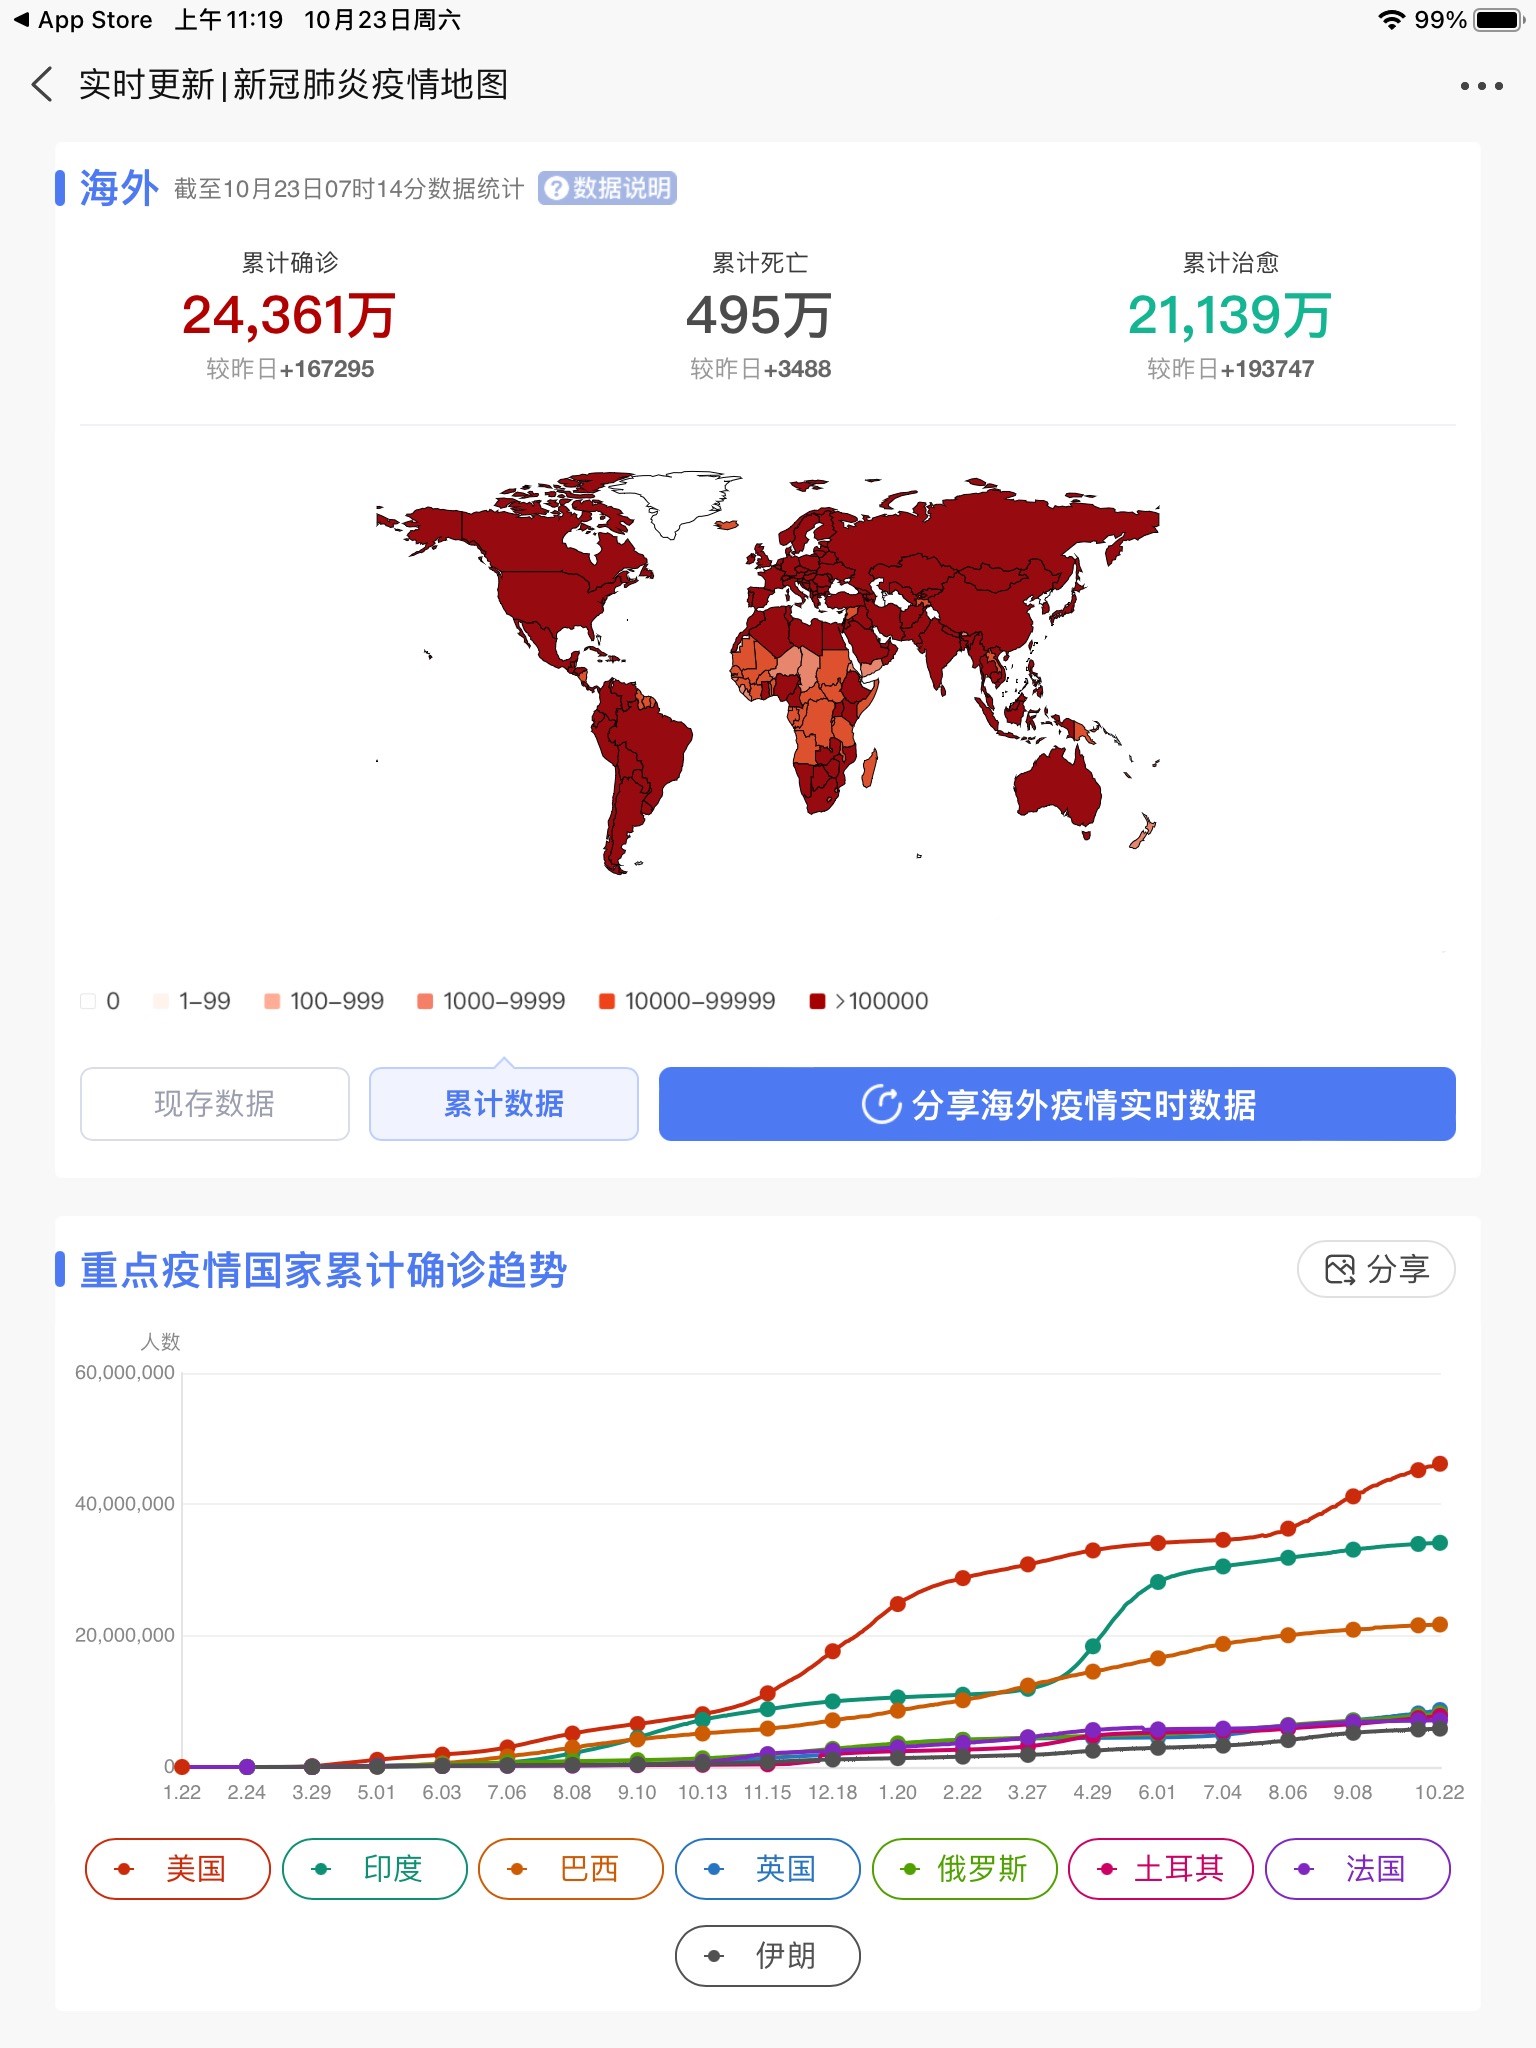 App Store 上午11:19 10月23日周六 99%
实时更新|新冠肺炎疫情地图
海外 截至10月23日07时14分数据统计 ?数据说明
累计确诊 累计死亡 累计治愈
24,361万 495万 21,139万
较昨日+167295 较昨日+3488 较昨日+193747
0 1-99 100-999 1000-9999 10000-99999 >100000
现存数据 累计数据 分享海外疫情实时数据
重点疫情国家累计确诊趋势 分享
人数
60,000,000
40,000,000
20,000,000
0
1.22 2.24 3.29 5.01 6.03 7.06 8.08 9.10 10.13 11.15 12.18 1.20 2.22 3.27 4.29 6.01 7.04 8.06 9.08 10.22
美国 印度 巴西 英国 俄罗斯 土耳其 法国
伊朗